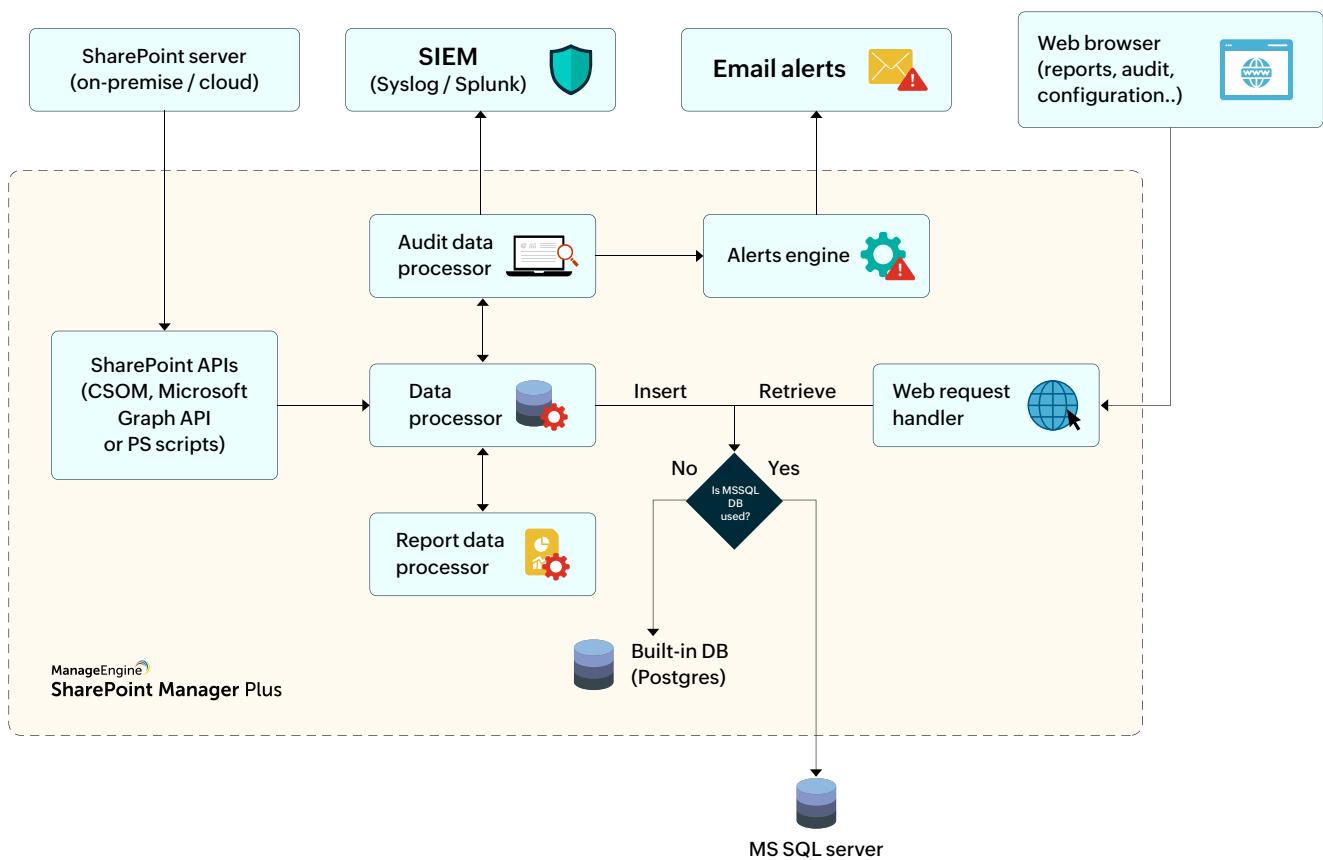 SharePoint server
(on-premise / cloud)
SIEM
(Syslog / Splunk)
Email alerts
Web browser
(reports, audit,
configuration..)
www
Audit data
processor
Alerts engine
SharePoint APIs
(CSOM, Microsoft
Graph API
or PS scripts)
Data
processor
Insert
Retrieve
Web request
handler
No
Yes
Is MSSQL
DB
used?
Report data
processor
Built-in DB
(Postgres)
ManageEngine
SharePoint Manager Plus
MS SQL server